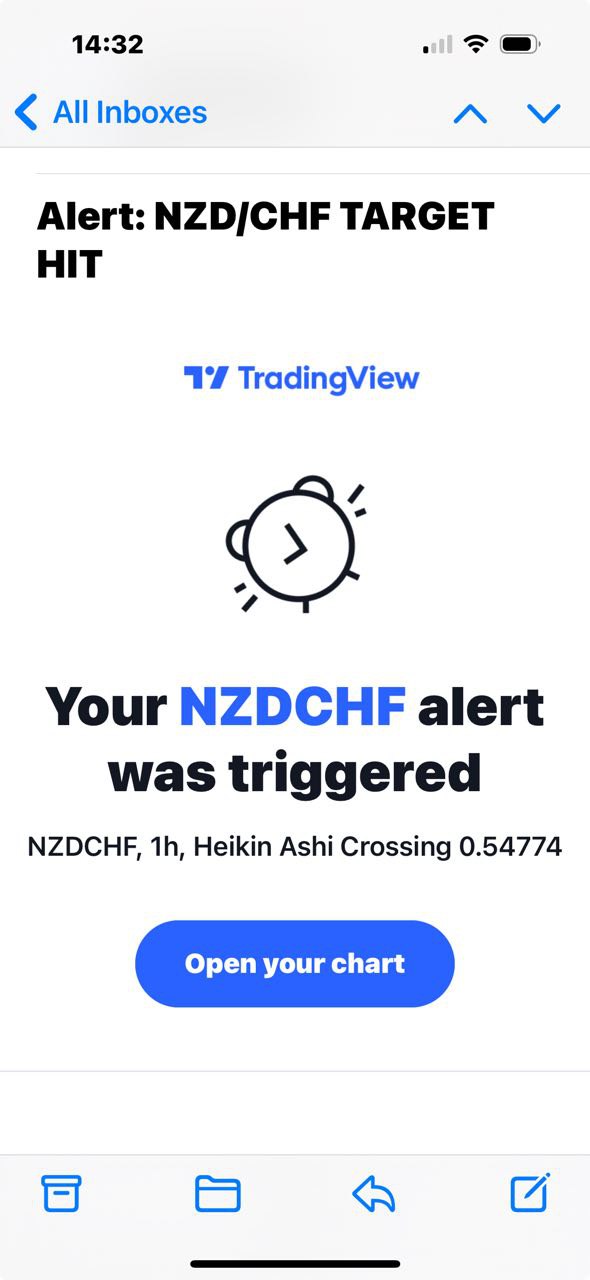 14:32
All Inboxes
Alert: NZD/CHF TARGET
HIT
TradingView
Your NZDCHF alert
was triggered
NZDCHF, 1h, Heikin Ashi Crossing 0.54774
Open your chart